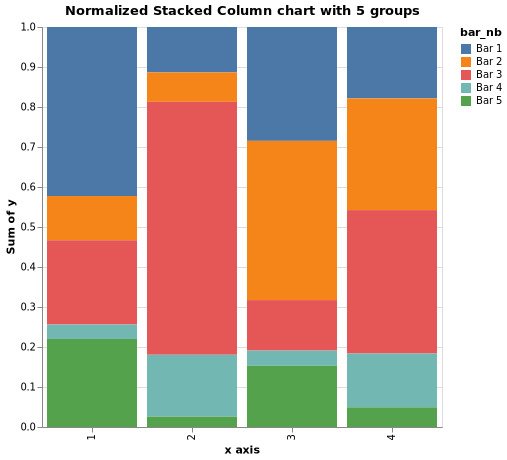 Normalized Stacked Column chart with 5 groups
bar_nb
Bar 1
Bar 2
Bar 3
Bar 4
Bar 5
Sum of y
1.0
0.9
0.8
0.7
0.6
0.5
0.4
0.3
0.2
0.1
0.0
1
2
3
4
x axis